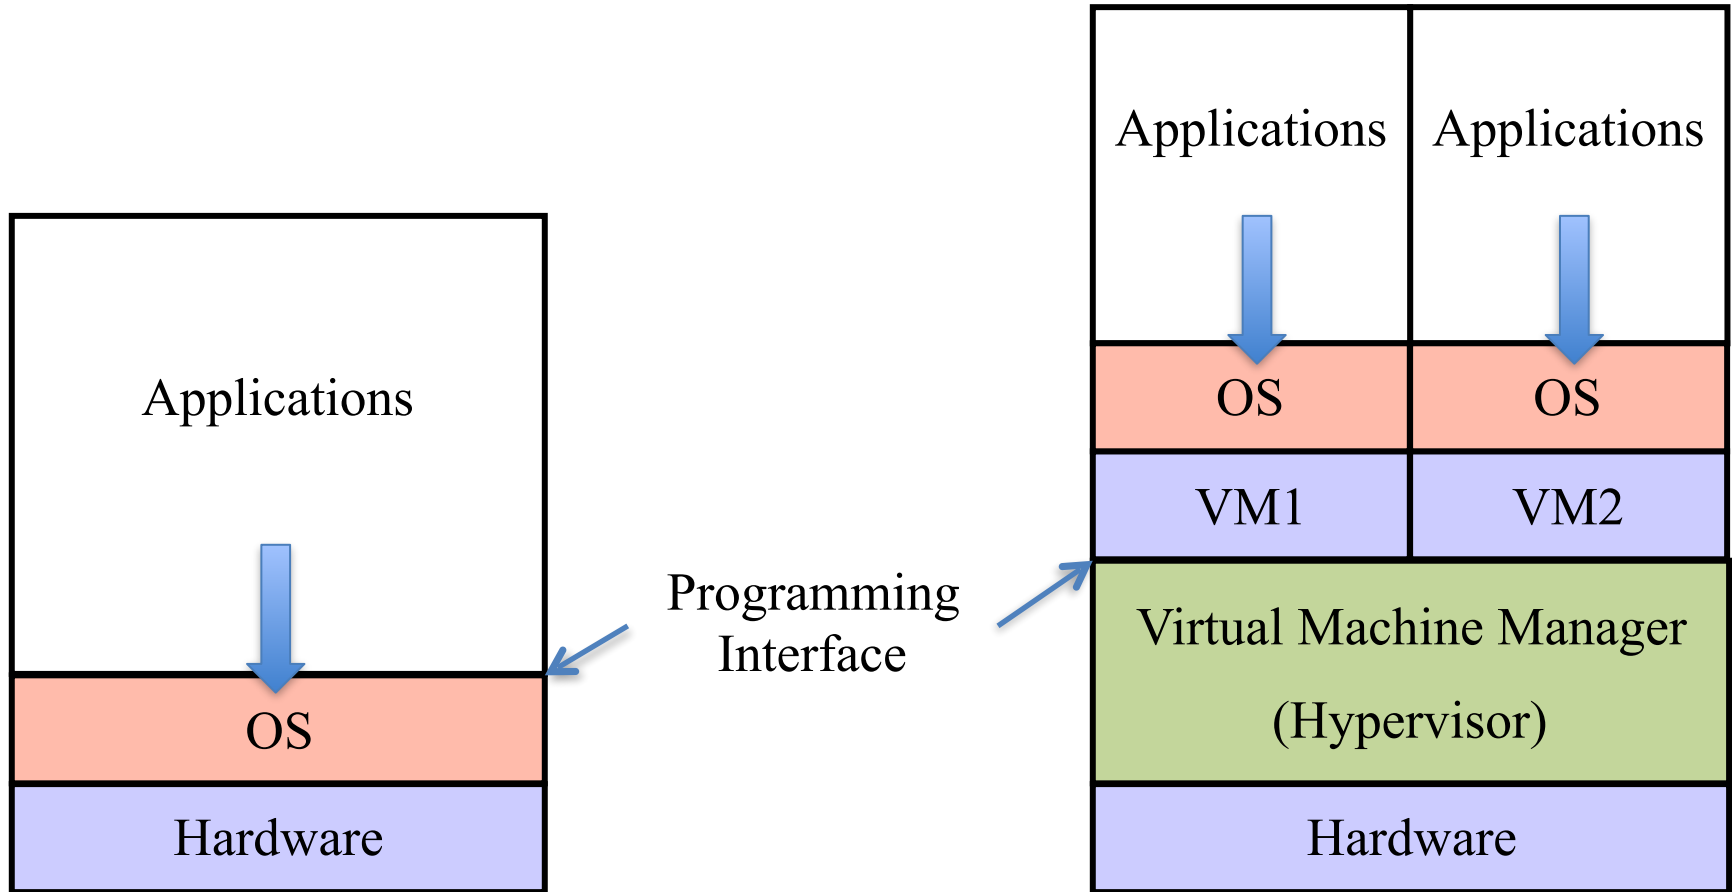 Applications
OS
Hardware
Programming
Interface
Applications
Applications
OS
OS
VM1
VM2
Virtual Machine Manager
(Hypervisor)
Hardware